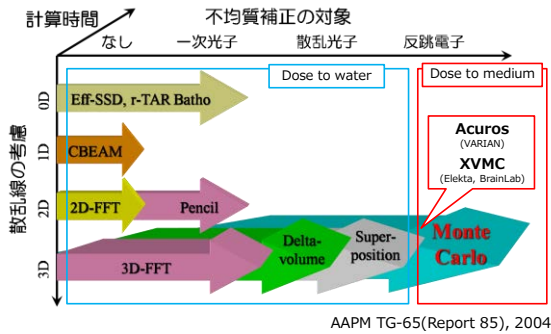 計算時間
不均質補正の対象
なし
一次光子
散乱光子
反跳電子
Dose to water
Dose to medium
散乱線の考慮
0D
Eff-SSD, r-TAR Batho
1D
CBEAM
Acuros
(VARIAN)
XVMC
(Elekta, BrainLab)
2D
2D-FFT
Pencil
3D
3D-FFT
Delta-
volume
Super-
position
Monte
Carlo
AAPM TG-65(Report 85), 2004